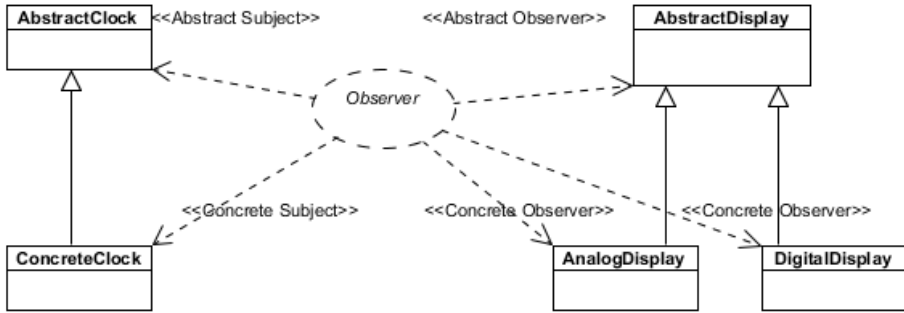 AbstractClock
<<Abstract Subject>>
<<Abstract Observer>>
AbstractDisplay
Observer
<<Concrete Subject>>
<<Concrete Observer>>
<<Concrete Observer>>
ConcreteClock
AnalogDisplay
DigitalDisplay